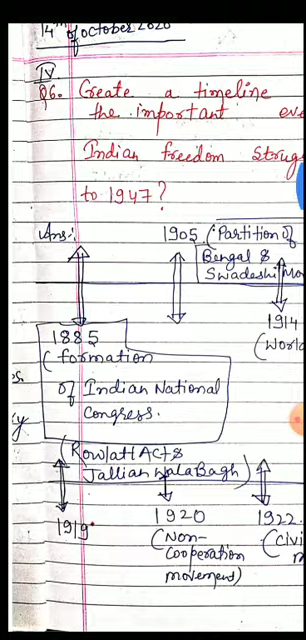 14th of october 2020
IV
Q6. Create a timeline
the important
Indian freedom
to 1947?
Ans:
1905. (Partition of
Bengal &
Swadeshi
1885
(formation
of Indian National
Congress.
1914
(World
(Rowlatt Act &
Jallian wala Bagh)
1919
1920
(Non-
Cooperation
movement)
1922